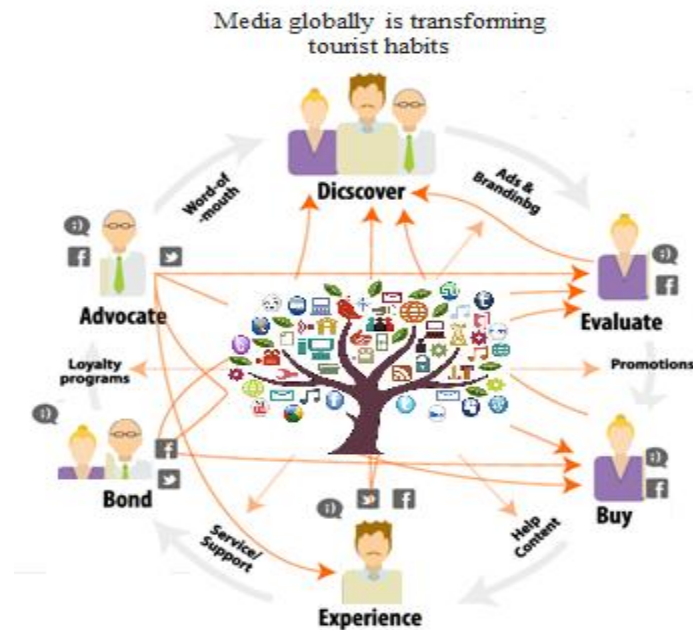 Media globally is transforming
tourist habits
Dicscover
Word-of
-mouth
Ads &
Brandinbg
Advocate
Evaluate
Loyalty
programs
Promotions
Bond
Buy
Service/
Support
Help
Content
Experience